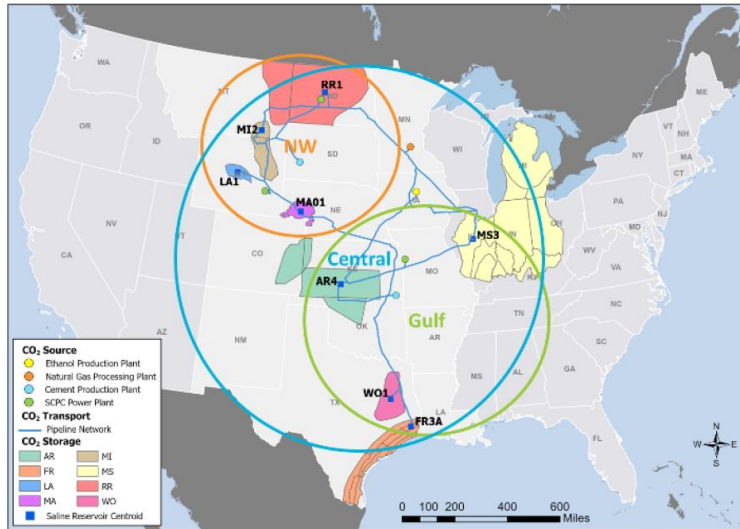 WA
OR
CA
NV
ID
MT
UT
AZ
CO
NM
ND
SD
NE
MN
WI
MO
OK
AR
TX
LA
MS
AL
TN
GA
SC
NC
FL
IN
OH
MI
KY
WV
VA
PA
NY
MD
DE
NJ
CT
RI
MA
NH
VT
ME
RR1
MI2
NW
LA1
MA01
MS3
Central
AR4
Gulf
WO1
FR3A
CO₂ Source
Ethanol Production Plant
Natural Gas Processing Plant
Cement Production Plant
SCPC Power Plant
CO₂ Transport
Pipeline Network
CO₂ Storage
AR MI
FR MS
LA RR
MA WO
Saline Reservoir Centroid
N
W E
S
0 100 200 400 600
Miles